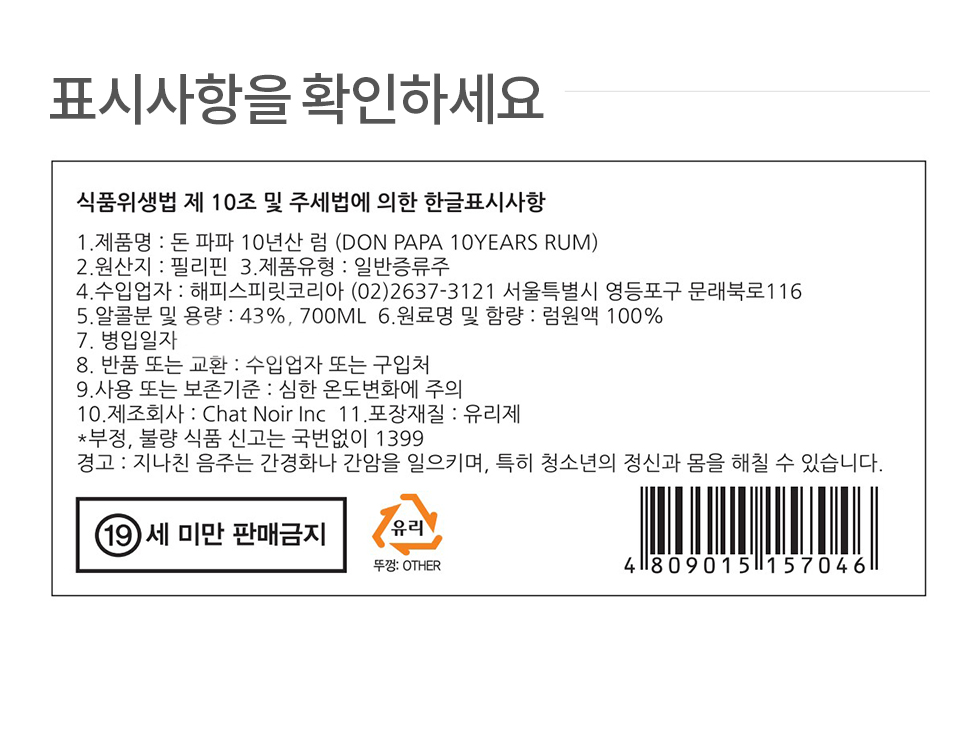 표시사항을 확인하세요
식품위생법 제 10조 및 주세법에 의한 한글표시사항
1.제품명 : 돈 파파 10년산 럼 (DON PAPA 10YEARS RUM)
2.원산지 : 필리핀 3.제품유형 : 일반증류주
4.수입업자 : 해피스피릿코리아 (02)2637-3121 서울특별시 영등포구 문래북로116
5.알콜분 및 용량 : 43%, 700ML 6.원료명 및 함량 : 럼원액 100%
7. 병입일자
8. 반품 또는 교환 : 수입업자 또는 구입처
9.사용 또는 보존기준 : 심한 온도변화에 주의
10.제조회사 : Chat Noir Inc 11.포장재질 : 유리제
*부정, 불량 식품 신고는 국번없이 1399
경고 : 지나친 음주는 간경화나 간암을 일으키며, 특히 청소년의 정신과 몸을 해칠 수 있습니다.
19세 미만 판매금지
유리
뚜껑: OTHER
4 809015 157046